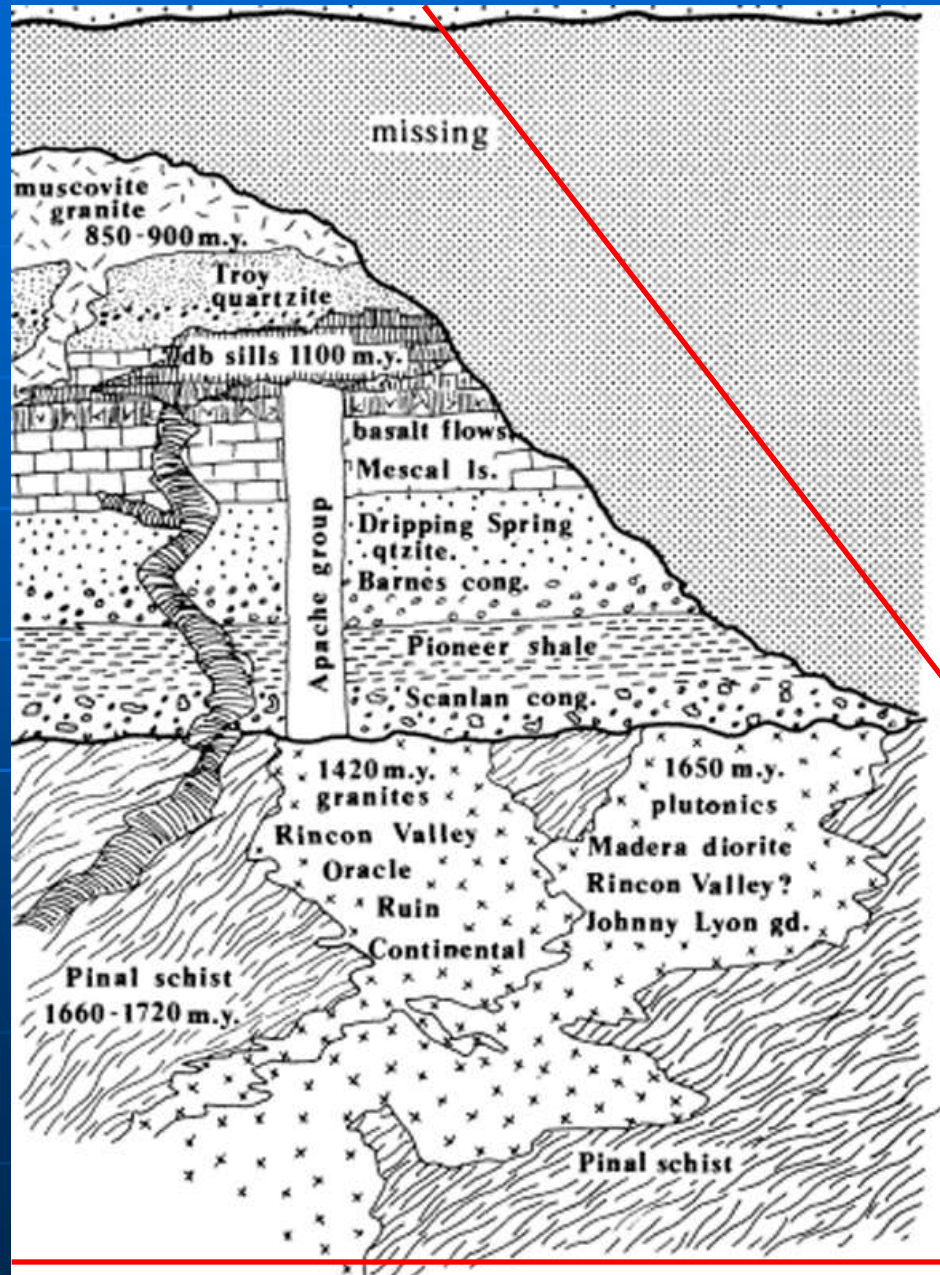 missing
muscovite
granite
850-900 m.y.
Troy
quartzite
db sills 1100 m.y.
basalt flows
Mescal ls.
Apache group
Dripping Spring
qtzite.
Barnes cong.
Pioneer shale
Scanlan cong.
1420 m.y.
granites
Rincon Valley
Oracle
Ruin
Continental
1650 m.y.
plutonics
Madera diorite
Rincon Valley?
Johnny Lyon gd.
Pinal schist
1660-1720 m.y.
Pinal schist